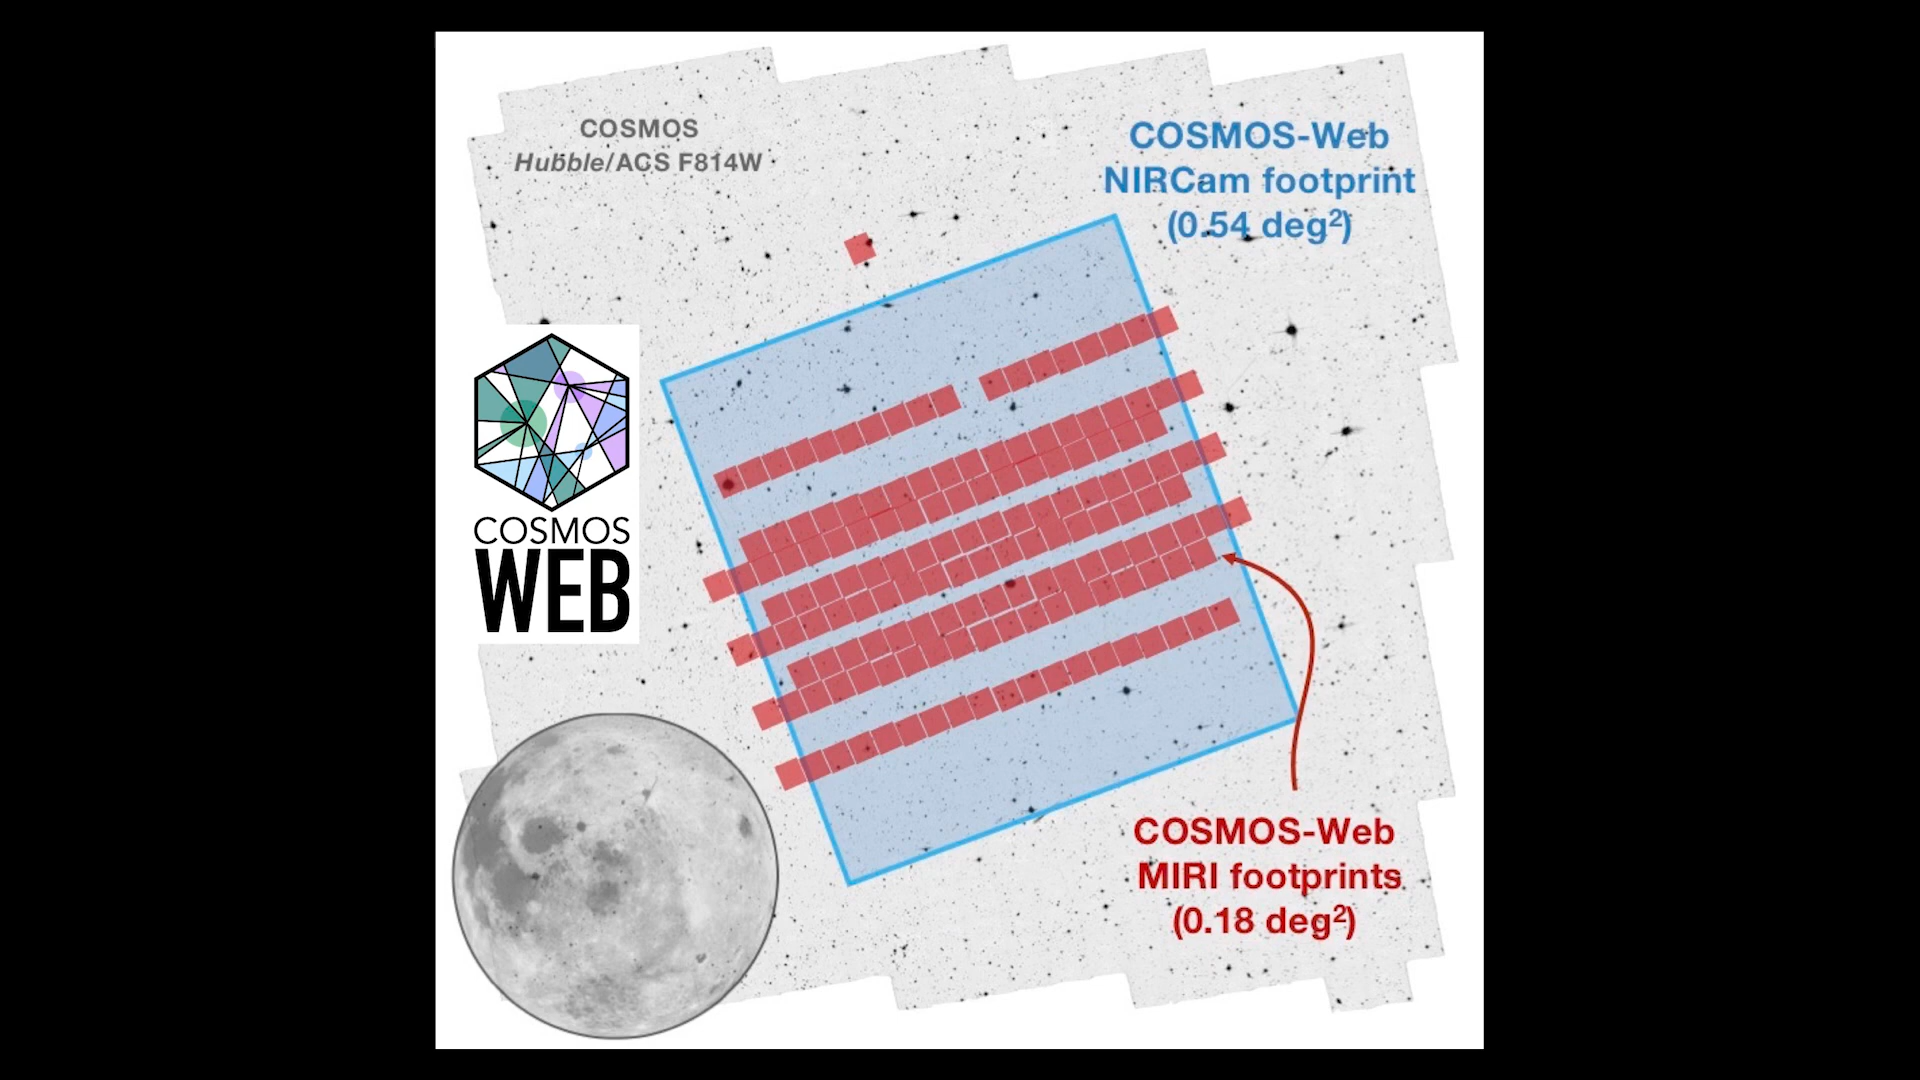 COSMOS
Hubble/ACS F814W
COSMOS-Web
NIRCam footprint
(0.54 deg²)
COSMOS
WEB
COSMOS-Web
MIRI footprints
(0.18 deg²)